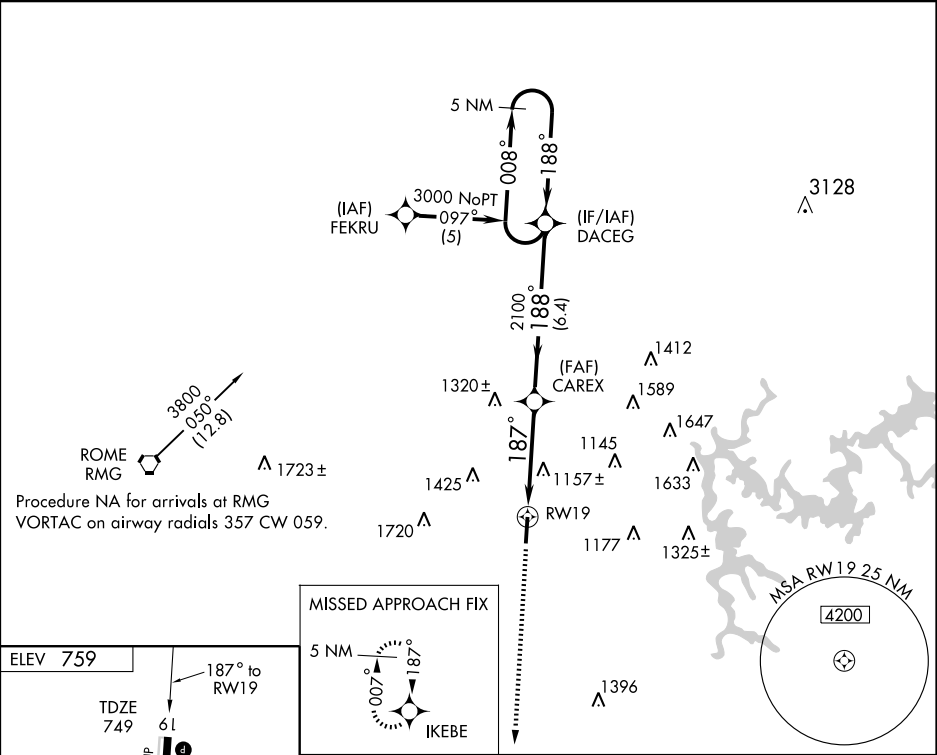 5 NM
008°
188°
3128
3000 NoPT
097°
(5)
(IAF)
FEKRU
(IF/IAF)
DACEG
2100
188°
(6.4)
1412
(FAF)
CAREX
1320 ±
1589
3800
050°
(12.8)
187°
1647
1145
ROME
RMG
1723 ±
1425
1157 ±
1633
Procedure NA for arrivals at RMG
VORTAC on airway radials 357 CW 059.
1720
RW19
1177
1325 ±
MSA RW19 25 NM
4200
MISSED APPROACH FIX
5 NM
007°
187°
IKEBE
1396
ELEV 759
187° to
RW19
TDZE
749
19
P